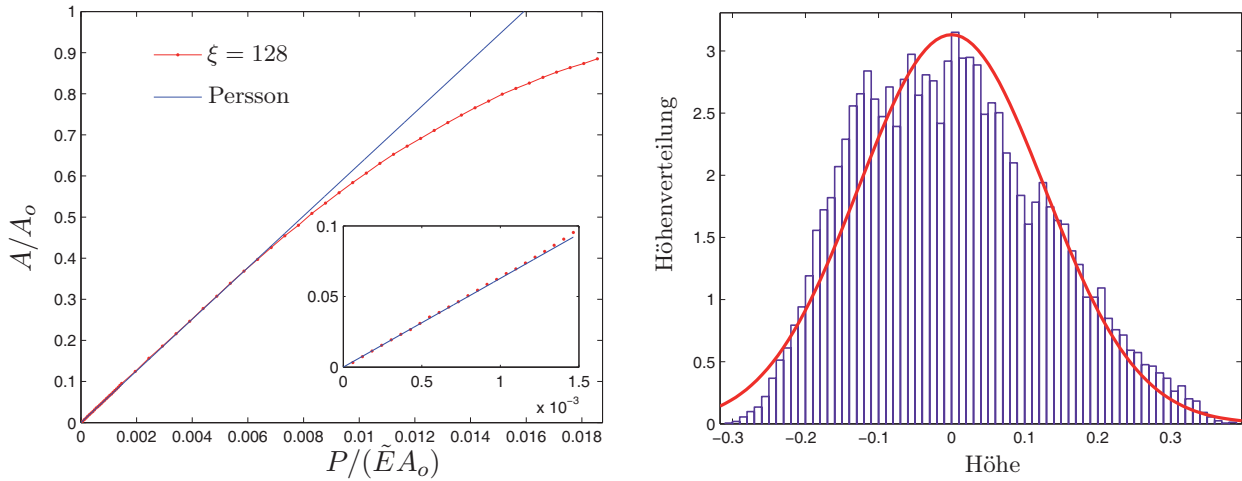 1
0.9
0.8
0.7
0.6
0.5
0.4
0.3
0.2
0.1
0
A/A_o
ξ = 128
Persson
0.1
0.05
0
0 0.5 1 1.5
x 10⁻³
0 0.002 0.004 0.006 0.008 0.01 0.012 0.014 0.016 0.018
P/(ẼA_o)
3
2.5
2
1.5
1
0.5
0
Höhenverteilung
−0.3 −0.2 −0.1 0 0.1 0.2 0.3
Höhe